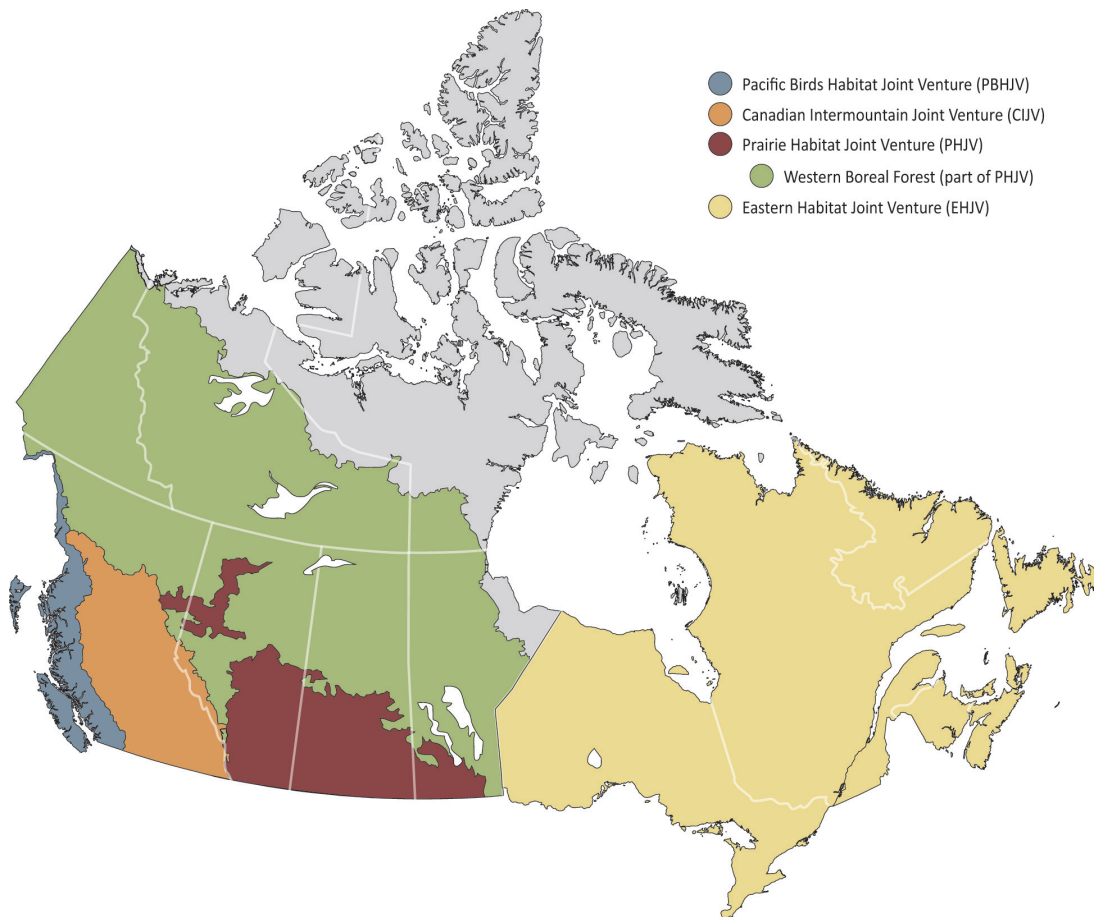 Pacific Birds Habitat Joint Venture (PBHJV)
Canadian Intermountain Joint Venture (CIJV)
Prairie Habitat Joint Venture (PHJV)
Western Boreal Forest (part of PHJV)
Eastern Habitat Joint Venture (EHJV)